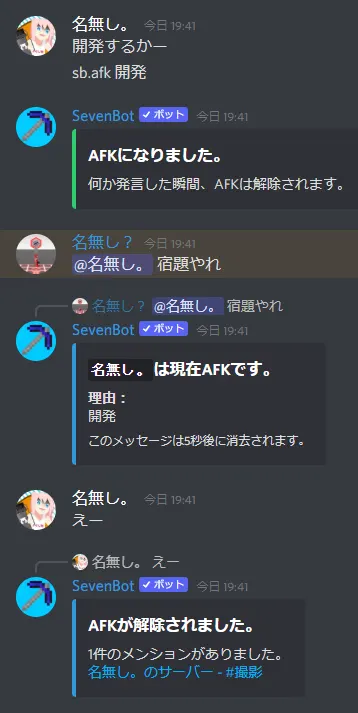 名無し。 今日 19:41
開発するかー
sb.afk 開発
SevenBot ✓ボット 今日 19:41
AFKになりました。
何か発言した瞬間、AFKは解除されます。
名無し？ 今日 19:41
@名無し。 宿題やれ
名無し？ @名無し。 宿題やれ
SevenBot ✓ボット 今日 19:41
名無し。は現在AFKです。
理由：
開発
このメッセージは5秒後に消去されます。
名無し。 今日 19:41
えー
名無し。 えー
SevenBot ✓ボット 今日 19:41
AFKが解除されました。
1件のメンションがありました。
名無し。のサーバー - #撮影